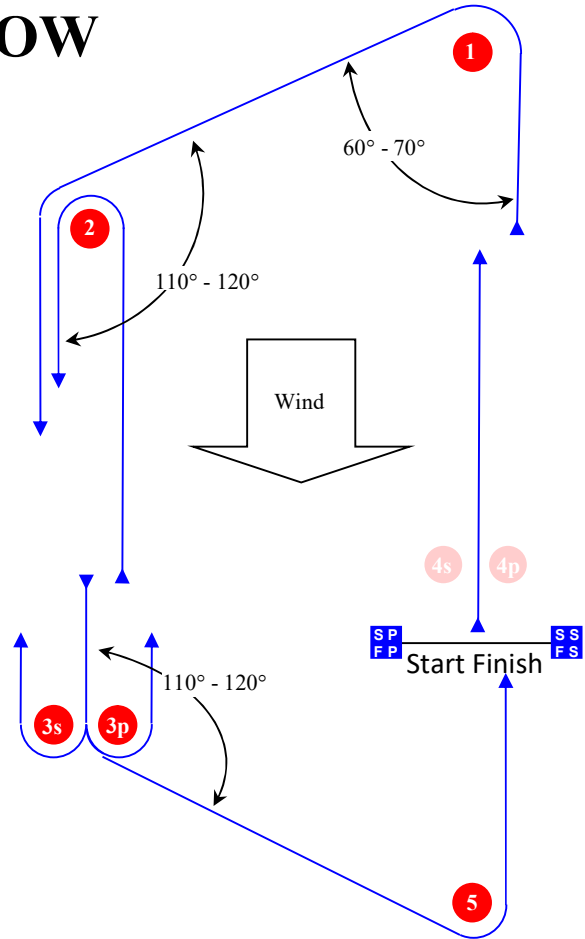 OW
1
60° - 70°
2
110° - 120°
Wind
4s 4p
S P
F P
S S
F S
Start Finish
110° - 120°
3s 3p
5